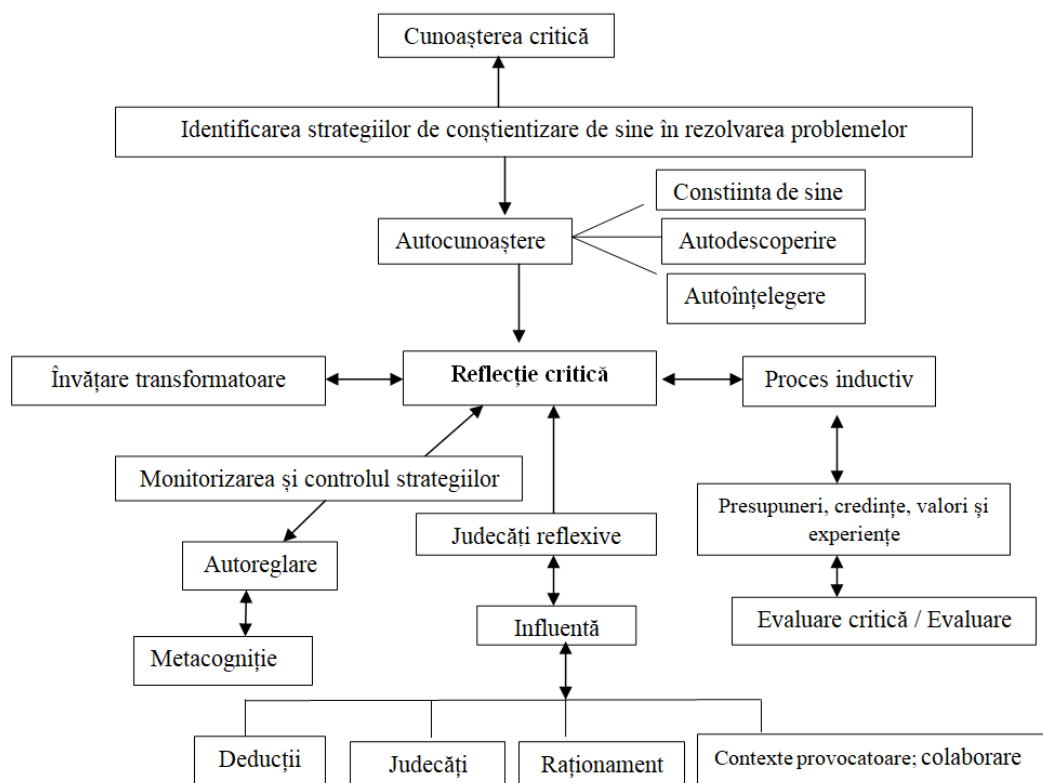 Cunoașterea critică
Identificarea strategiilor de conștientizare de sine în rezolvarea problemelor
Constiinta de sine
Autocunoaștere
Autodescoperire
Autoînțelegere
Învățare transformatoare
Reflecție critică
Proces inductiv
Monitorizarea și controlul strategiilor
Presupuneri, credințe, valori și
experiențe
Judecăți reflexive
Autoreglare
Influentă
Evaluare critică / Evaluare
Metacogniție
Deducții
Judecăți
Raționament
Contexte provocatoare; colaborare